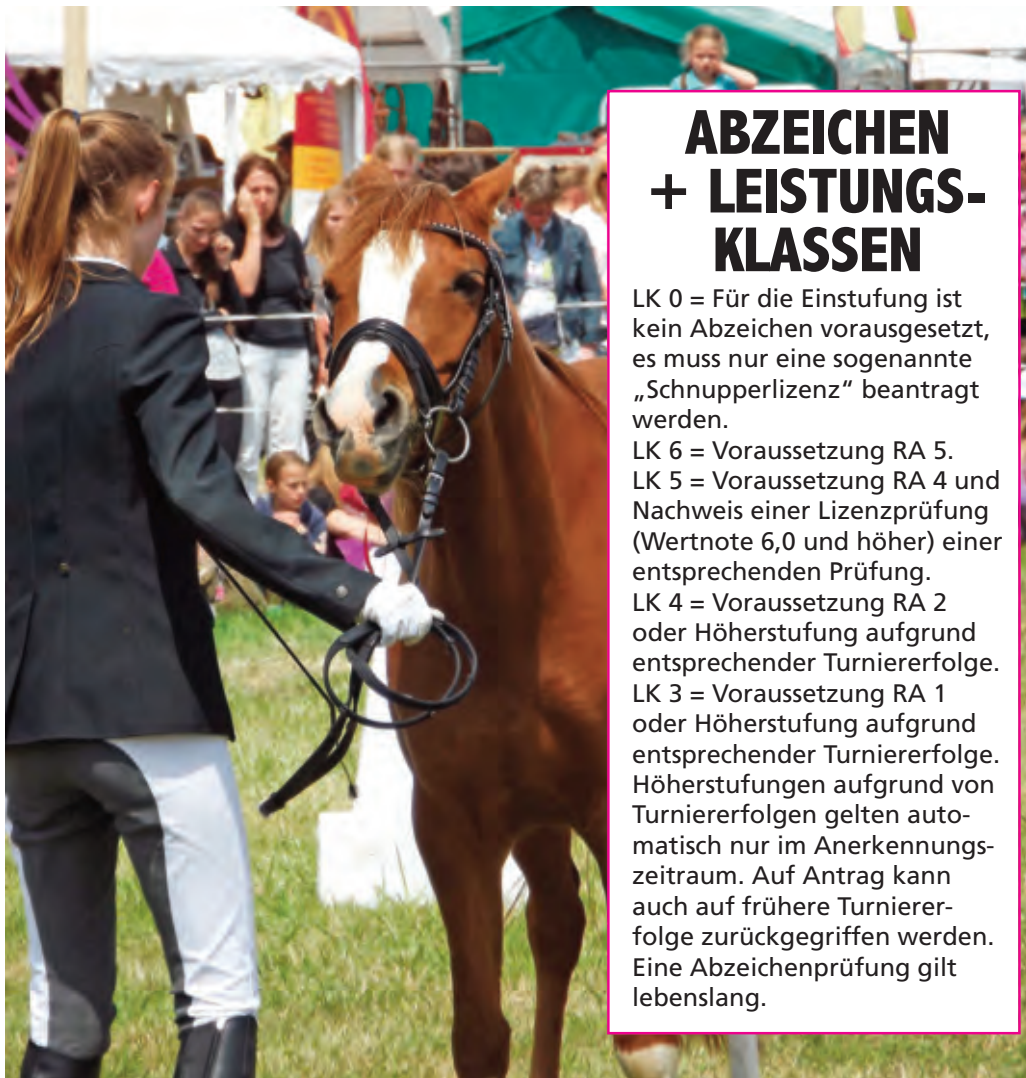 ABZEICHEN
+ LEISTUNGS-
KLASSEN
LK 0 = Für die Einstufung ist
kein Abzeichen vorausgesetzt,
es muss nur eine sogenannte
„Schnupperlizenz“ beantragt
werden.
LK 6 = Voraussetzung RA 5.
LK 5 = Voraussetzung RA 4 und
Nachweis einer Lizenzprüfung
(Wertnote 6,0 und höher) einer
entsprechenden Prüfung.
LK 4 = Voraussetzung RA 2
oder Höherstufung aufgrund
entsprechender Turniererfolge.
LK 3 = Voraussetzung RA 1
oder Höherstufung aufgrund
entsprechender Turniererfolge.
Höherstufungen aufgrund von
Turniererfolgen gelten auto-
matisch nur im Anerkennungs-
zeitraum. Auf Antrag kann
auch auf frühere Turnierer-
folge zurückgegriffen werden.
Eine Abzeichenprüfung gilt
lebenslang.